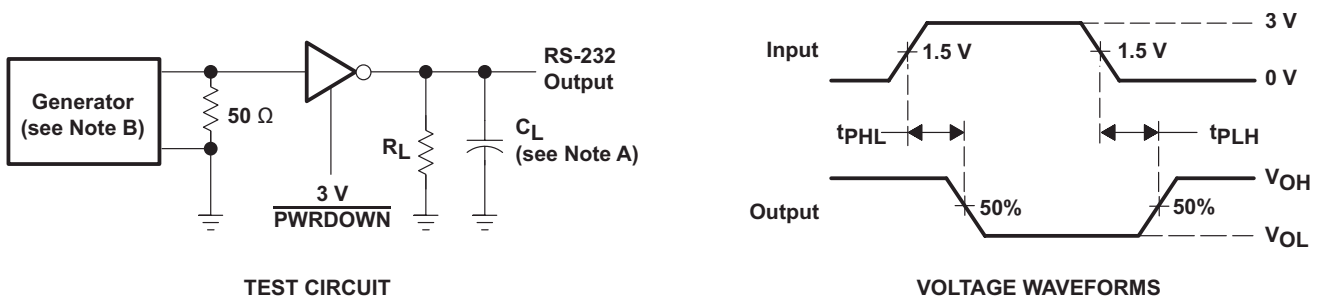 Generator
(see Note B)
50 Ω
3 V
PWRDOWN
RL
CL
(see Note A)
RS-232
Output
TEST CIRCUIT
Input
1.5 V
1.5 V
3 V
0 V
tPHL
tPLH
Output
50%
50%
VOH
VOL
VOLTAGE WAVEFORMS